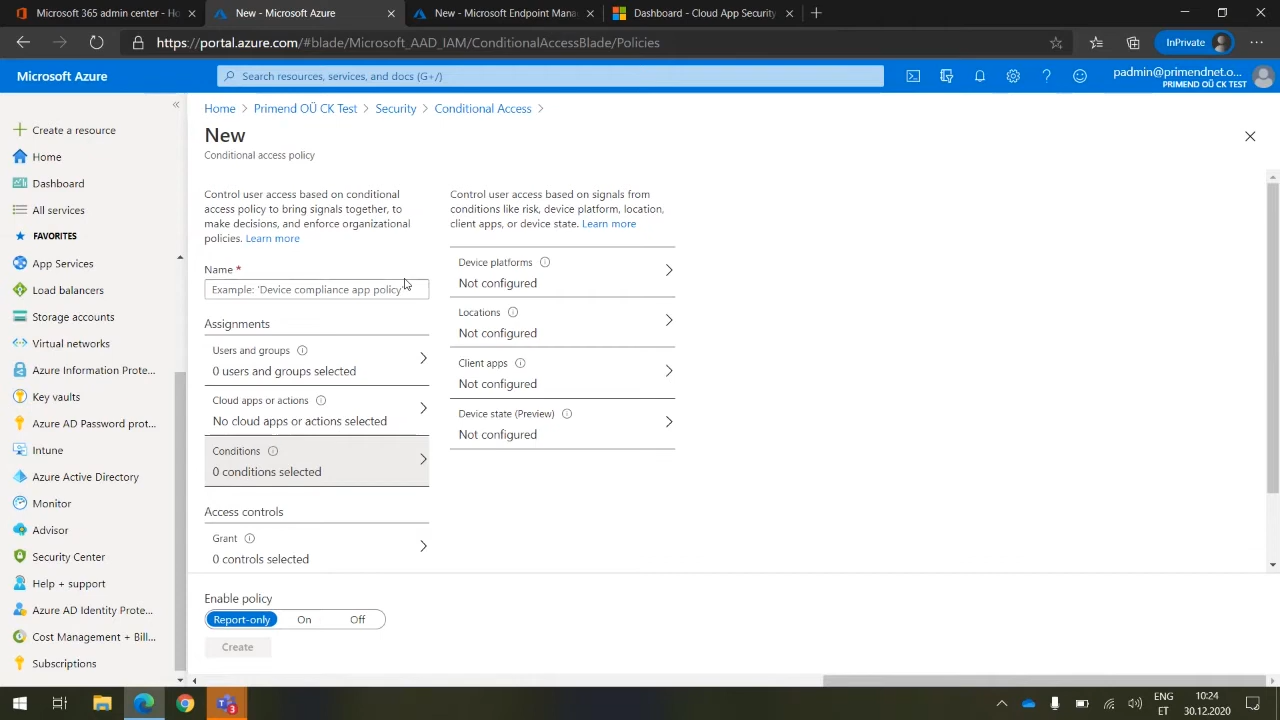 Microsoft 365 admin center - Ho
New - Microsoft Azure
New - Microsoft Endpoint Mana
Dashboard - Cloud App Security
https://portal.azure.com/#blade/Microsoft_AAD_IAM/ConditionalAccessBlade/Policies
InPrivate
Microsoft Azure
Search resources, services, and docs (G+/)
padmin@primendnet.o...
PRIMEND OÜ CK TEST
Home > Primend OÜ CK Test > Security > Conditional Access >
New
Conditional access policy
Create a resource
Home
Dashboard
All services
FAVORITES
App Services
Load balancers
Storage accounts
Virtual networks
Azure Information Prote...
Key vaults
Azure AD Password prot...
Intune
Azure Active Directory
Monitor
Advisor
Security Center
Help + support
Azure AD Identity Prote...
Cost Management + Bill...
Subscriptions
Control user access based on conditional
access policy to bring signals together, to
make decisions, and enforce organizational
policies. Learn more
Name *
Example: 'Device compliance app policy'
Assignments
Users and groups
0 users and groups selected
Cloud apps or actions
No cloud apps or actions selected
Conditions
0 conditions selected
Access controls
Grant
0 controls selected
Control user access based on signals from
conditions like risk, device platform, location,
client apps, or device state. Learn more
Device platforms
Not configured
Locations
Not configured
Client apps
Not configured
Device state (Preview)
Not configured
Enable policy
Report-only On Off
Create
3
ENG
ET
10:24
30.12.2020